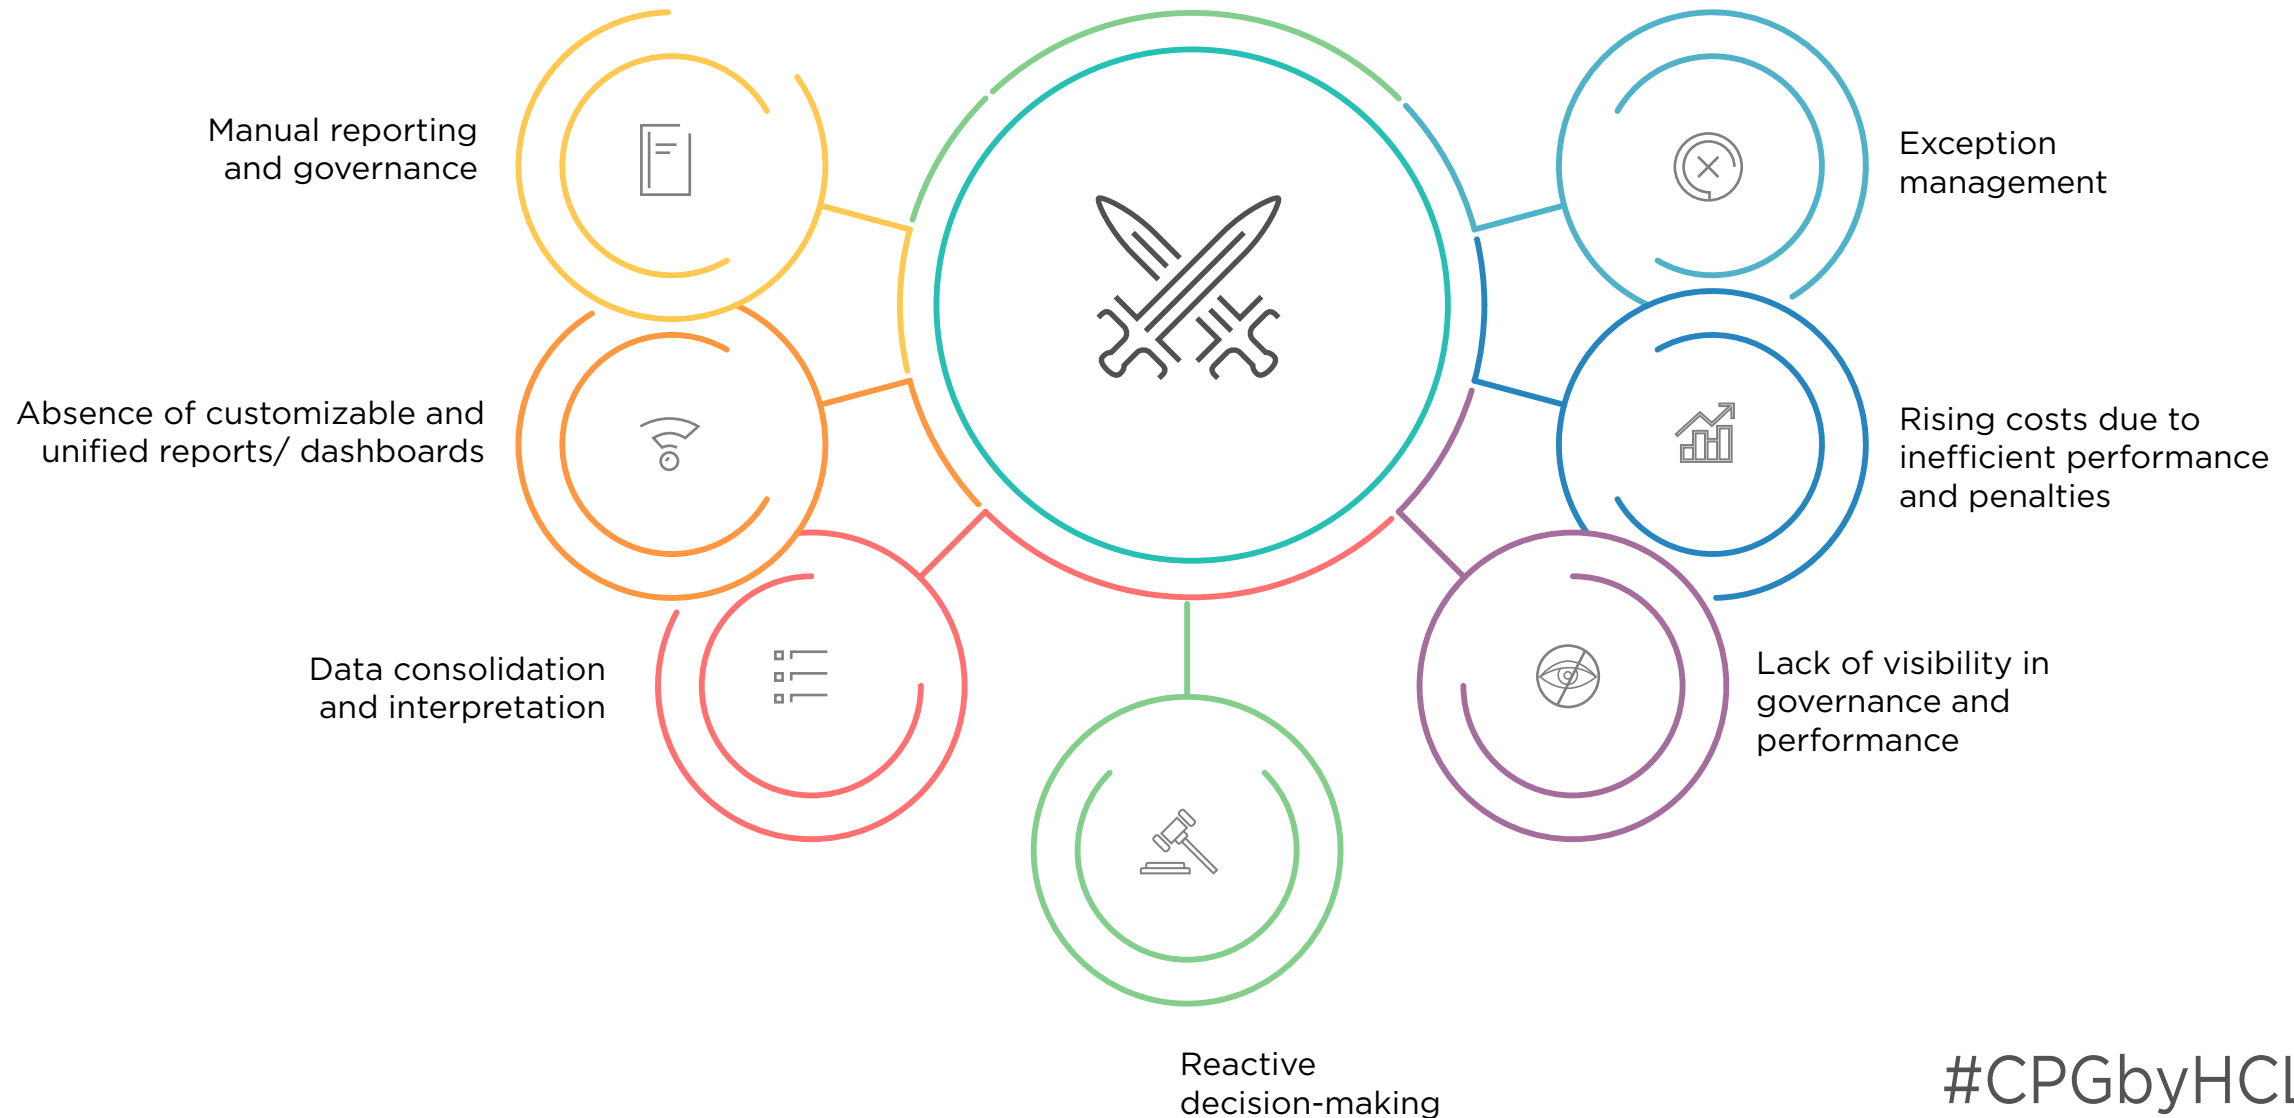 Manual reporting
and governance
Absence of customizable and
unified reports/ dashboards
Data consolidation
and interpretation
Reactive
decision-making
Lack of visibility in
governance and
performance
Rising costs due to
inefficient performance
and penalties
Exception
management
#CPGbyHCL